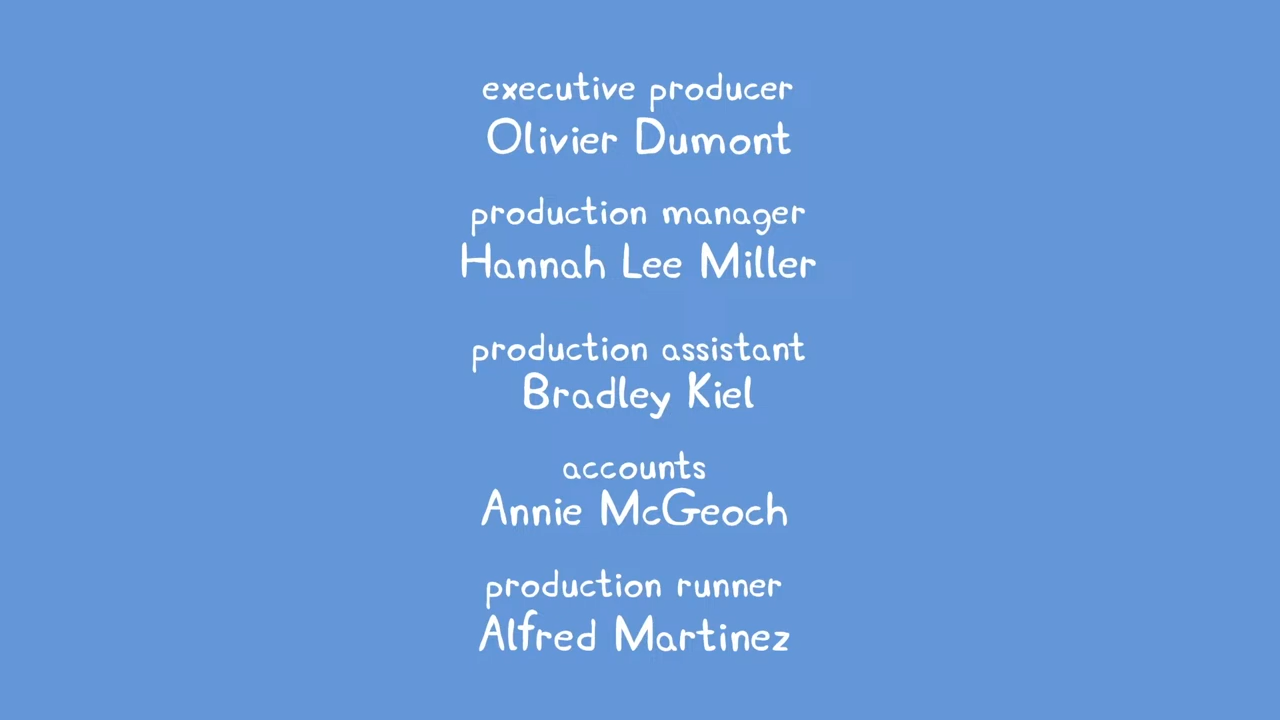 executive producer
Olivier Dumont
production manager
Hannah Lee Miller
production assistant
Bradley Kiel
accounts
Annie McGeoch
production runner
Alfred Martinez